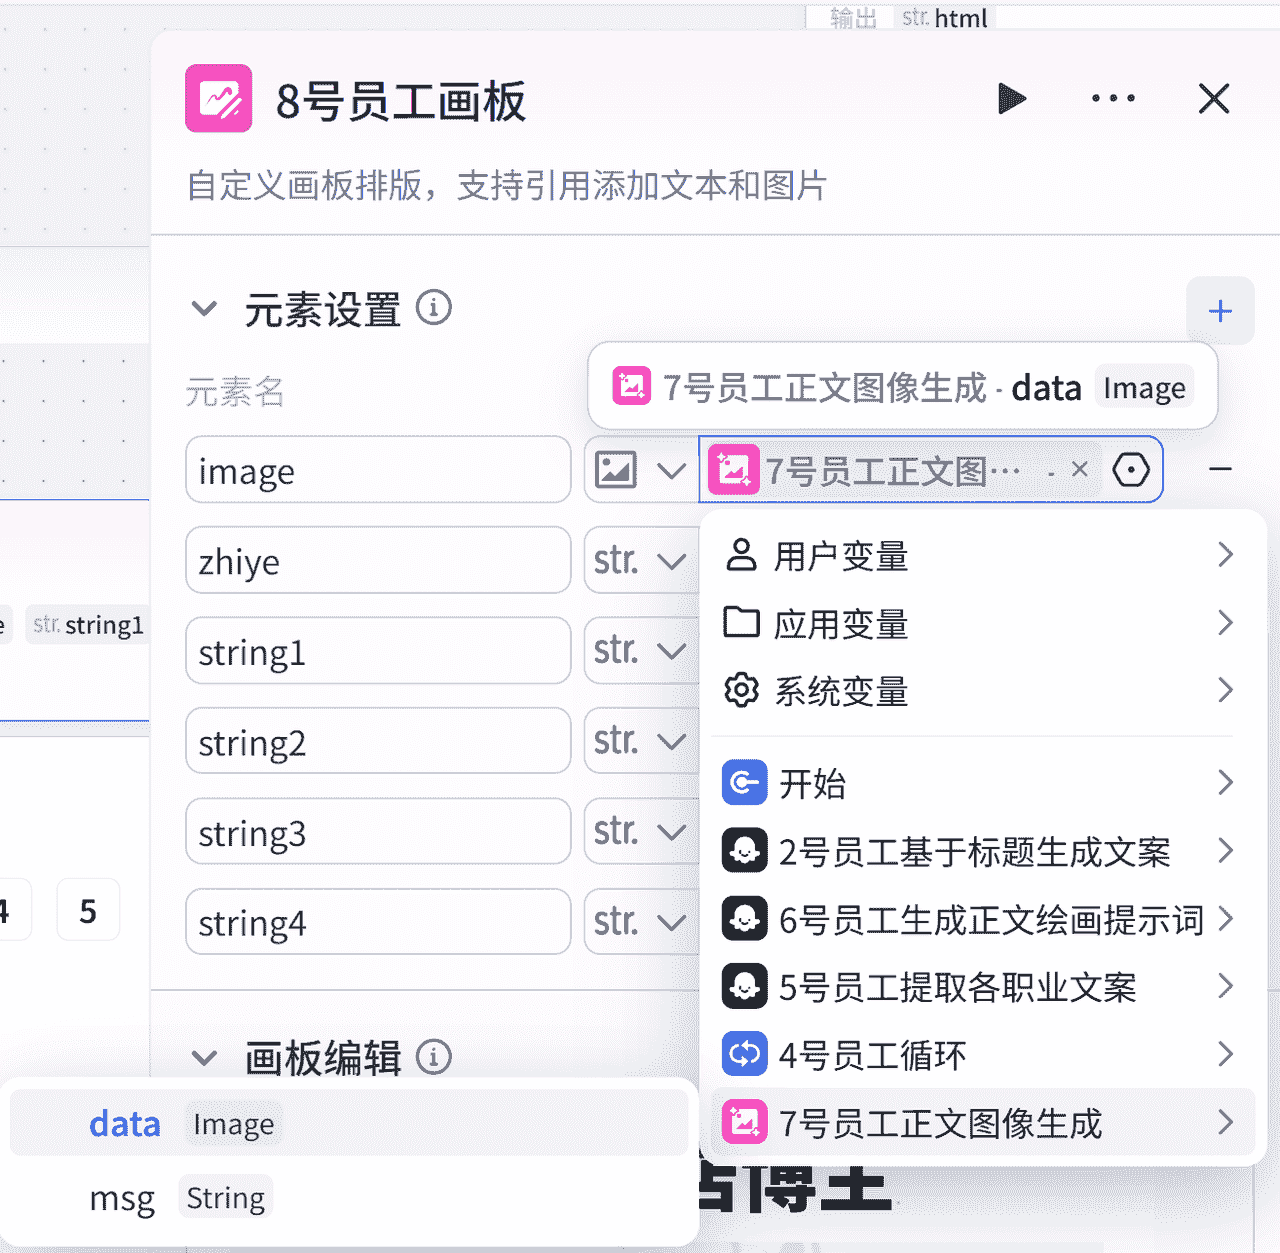 输出 str. html
8号员工画板
自定义画板排版，支持引用添加文本和图片
元素设置
元素名
7号员工正文图像生成 - data Image
image
7号员工正文图··· -
zhiye
str.
用户变量
应用变量
str. string1
string1
str.
系统变量
string2
str.
开始
string3
str.
2号员工基于标题生成文案
4
5
string4
str.
6号员工生成正文绘画提示词
5号员工提取各职业文案
画板编辑
4号员工循环
data Image
7号员工正文图像生成
msg String
博主